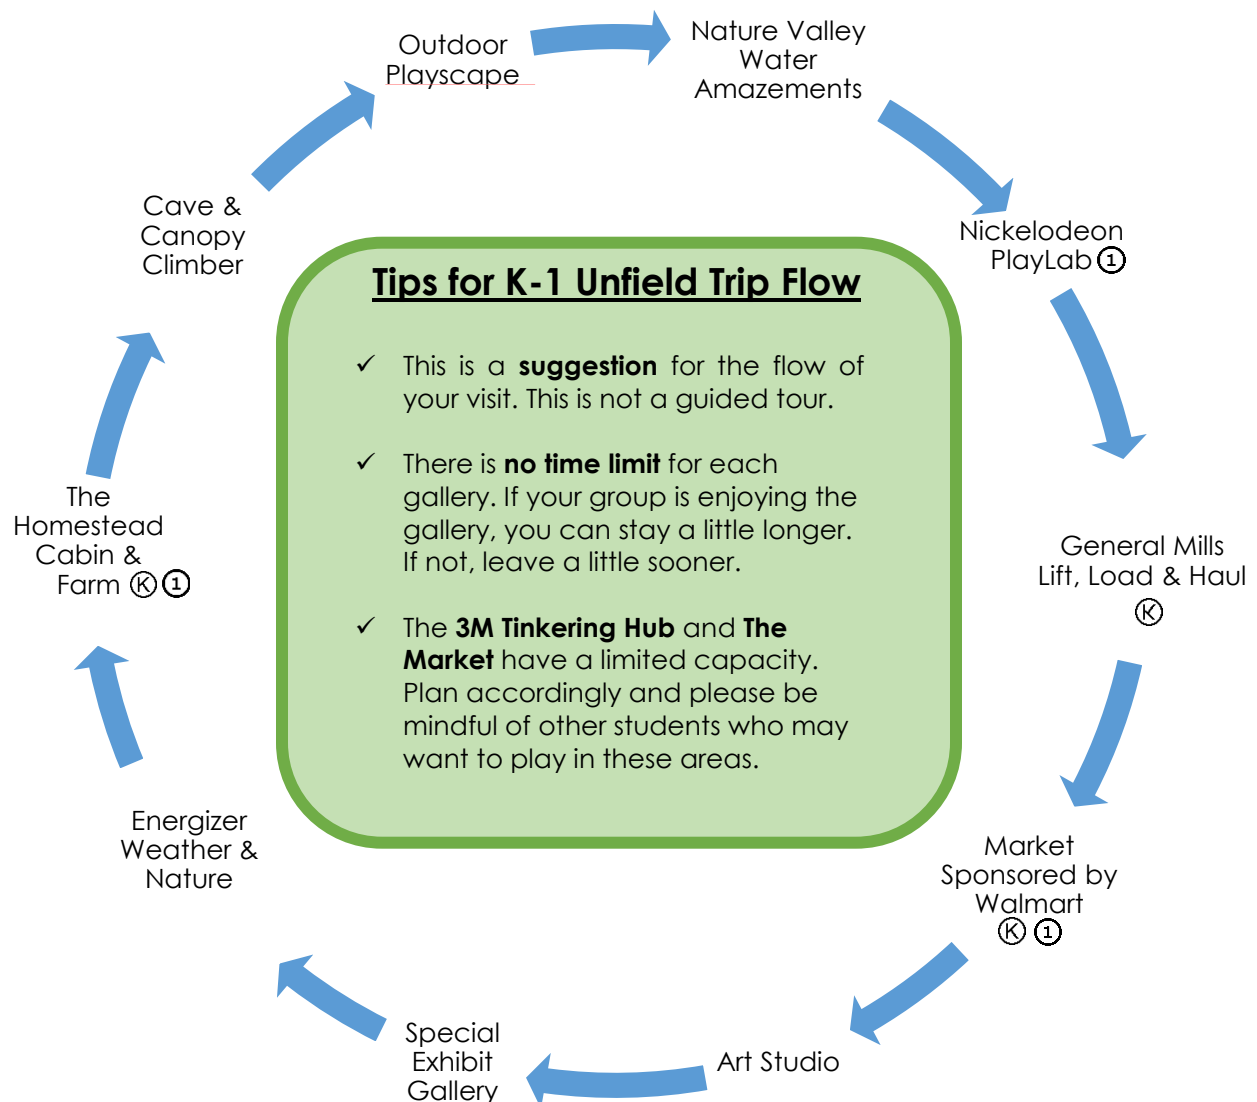 Outdoor
Playscape
Nature Valley
Water
Amazements
Nickelodeon
PlayLab ①
General Mills
Lift, Load & Haul
Ⓚ
Market
Sponsored by
Walmart
Ⓚ ①
Art Studio
Special
Exhibit
Gallery
Energizer
Weather &
Nature
The
Homestead
Cabin &
Farm Ⓚ ①
Cave &
Canopy
Climber
Tips for K-1 Unfield Trip Flow
✓ This is a suggestion for the flow of
your visit. This is not a guided tour.
✓ There is no time limit for each
gallery. If your group is enjoying the
gallery, you can stay a little longer.
If not, leave a little sooner.
✓ The 3M Tinkering Hub and The
Market have a limited capacity.
Plan accordingly and please be
mindful of other students who may
want to play in these areas.